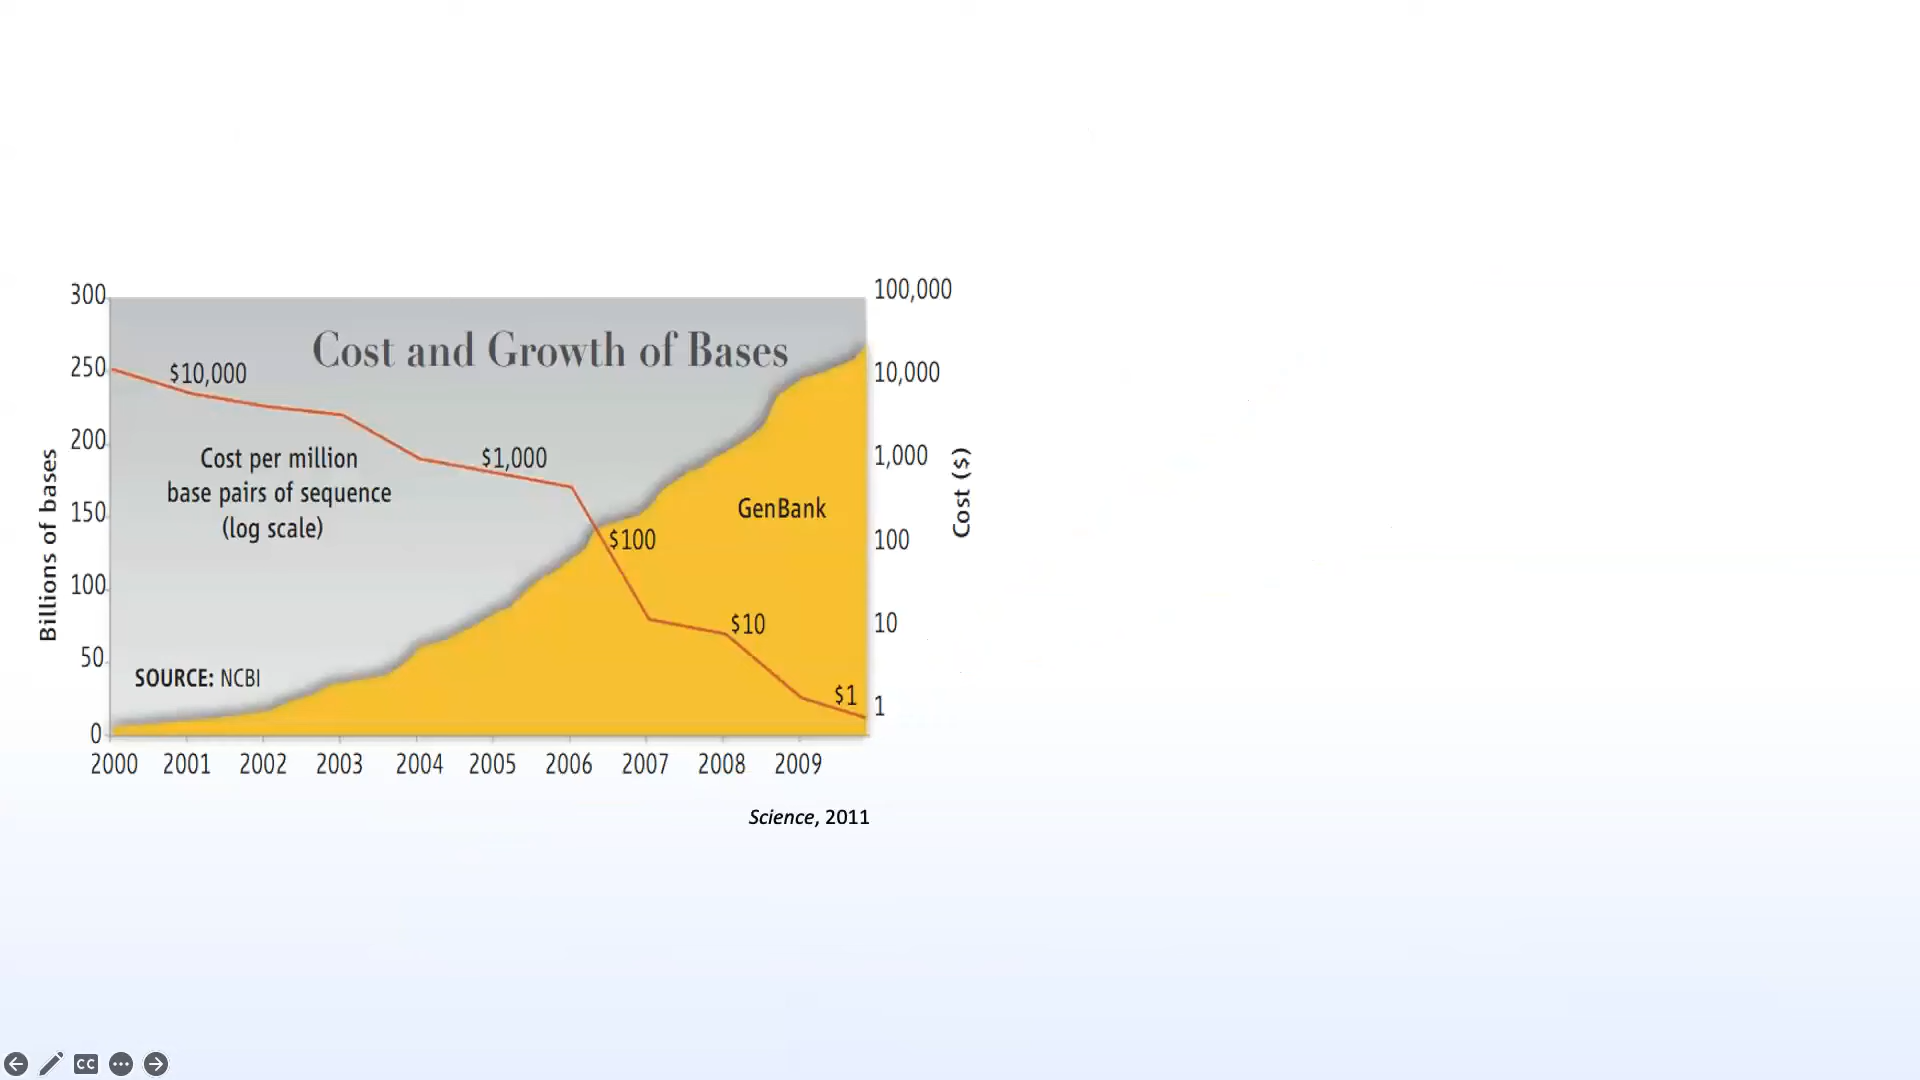 Cost and Growth of Bases
300
250
200
150
100
50
0
Billions of bases
$10,000
Cost per million
base pairs of sequence
(log scale)
$1,000
$100
$10
$1
GenBank
SOURCE: NCBI
100,000
10,000
1,000
100
10
1
Cost ($)
2000 2001 2002 2003 2004 2005 2006 2007 2008 2009
Science, 2011
CC